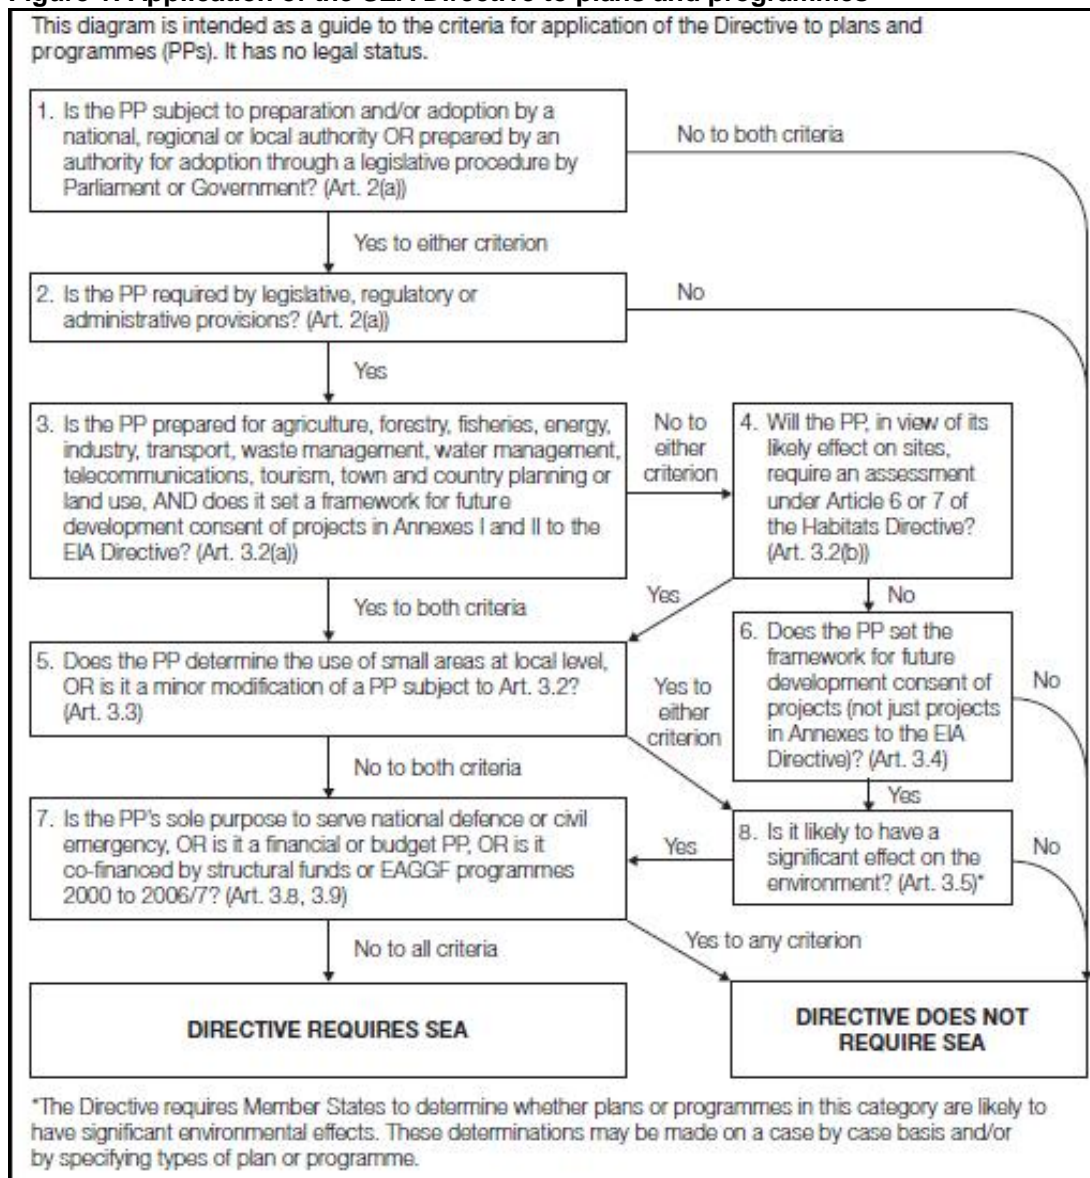 Figure 1. Application of the SEA Directive to plans and programmes
This diagram is intended as a guide to the criteria for application of the Directive to plans and
programmes (PPs). It has no legal status.
1. Is the PP subject to preparation and/or adoption by a
national, regional or local authority OR prepared by an
authority for adoption through a legislative procedure by
Parliament or Government? (Art. 2(a))
No to both criteria
Yes to either criterion
2. Is the PP required by legislative, regulatory or
administrative provisions? (Art. 2(a))
No
Yes
3. Is the PP prepared for agriculture, forestry, fisheries, energy,
industry, transport, waste management, water management,
telecommunications, tourism, town and country planning or
land use, AND does it set a framework for future
development consent of projects in Annexes I and II to the
EIA Directive? (Art. 3.2(a))
No to
either
criterion
4. Will the PP, in view of its
likely effect on sites,
require an assessment
under Article 6 or 7 of
the Habitats Directive?
(Art. 3.2(b))
Yes to both criteria
Yes
No
5. Does the PP determine the use of small areas at local level,
OR is it a minor modification of a PP subject to Art. 3.2?
(Art. 3.3)
Yes to
either
criterion
6. Does the PP set the
framework for future
development consent of
projects (not just projects
in Annexes to the EIA
Directive)? (Art. 3.4)
No
No to both criteria
Yes
7. Is the PP's sole purpose to serve national defence or civil
emergency, OR is it a financial or budget PP, OR is it
co-financed by structural funds or EAGGF programmes
2000 to 2006/7? (Art. 3.8, 3.9)
Yes
8. Is it likely to have a
significant effect on the
environment? (Art. 3.5)*
No
No to all criteria
Yes to any criterion
DIRECTIVE REQUIRES SEA
DIRECTIVE DOES NOT
REQUIRE SEA
*The Directive requires Member States to determine whether plans or programmes in this category are likely to
have significant environmental effects. These determinations may be made on a case by case basis and/or
by specifying types of plan or programme.